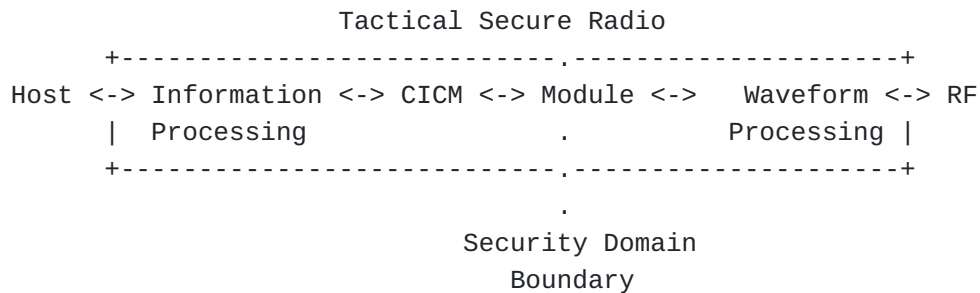 Tactical Secure Radio
+----------------------------.---------------------+
Host <-> Information <-> CICM <-> Module <->   Waveform <-> RF
|  Processing                .          Processing |
+----------------------------.---------------------+
.
Security Domain
Boundary